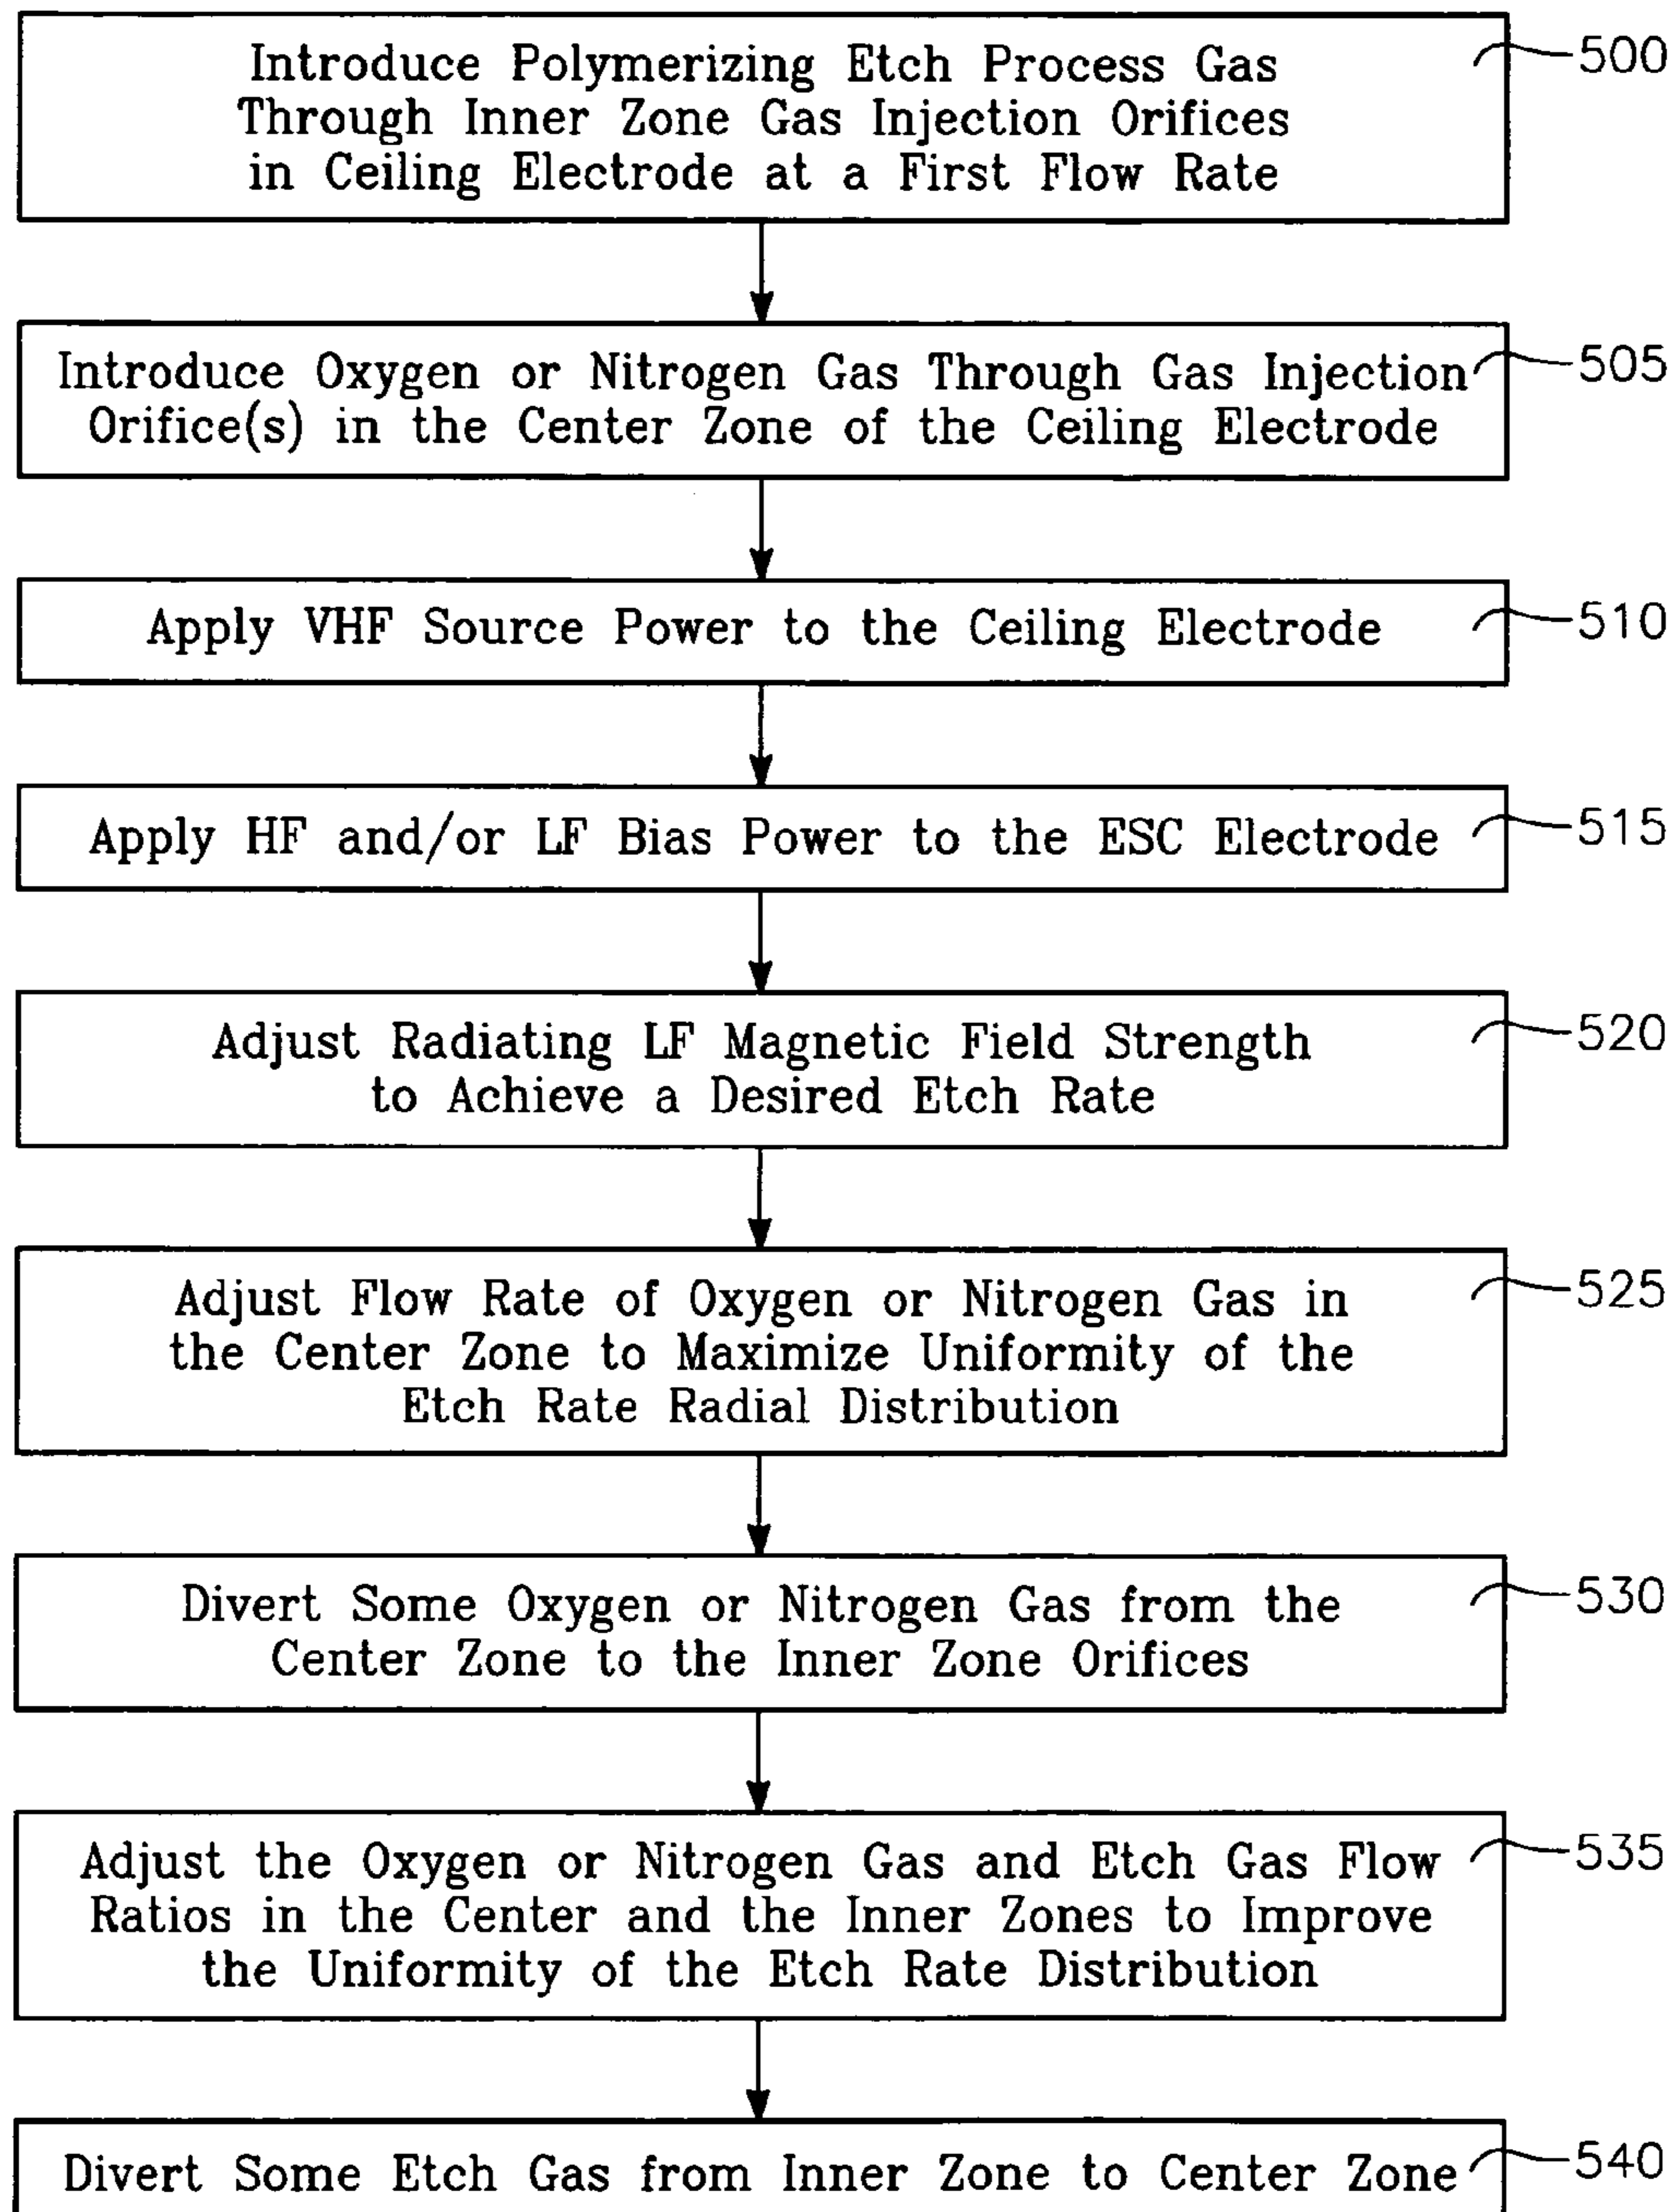 Introduce Polymerizing Etch Process Gas
Through Inner Zone Gas Injection Orifices
in Ceiling Electrode at a First Flow Rate
500
Introduce Oxygen or Nitrogen Gas Through Gas Injection
Orifice(s) in the Center Zone of the Ceiling Electrode
505
Apply VHF Source Power to the Ceiling Electrode
510
Apply HF and/or LF Bias Power to the ESC Electrode
515
Adjust Radiating LF Magnetic Field Strength
to Achieve a Desired Etch Rate
520
Adjust Flow Rate of Oxygen or Nitrogen Gas in
the Center Zone to Maximize Uniformity of the
Etch Rate Radial Distribution
525
Divert Some Oxygen or Nitrogen Gas from the
Center Zone to the Inner Zone Orifices
530
Adjust the Oxygen or Nitrogen Gas and Etch Gas Flow
Ratios in the Center and the Inner Zones to Improve
the Uniformity of the Etch Rate Distribution
535
Divert Some Etch Gas from Inner Zone to Center Zone
540